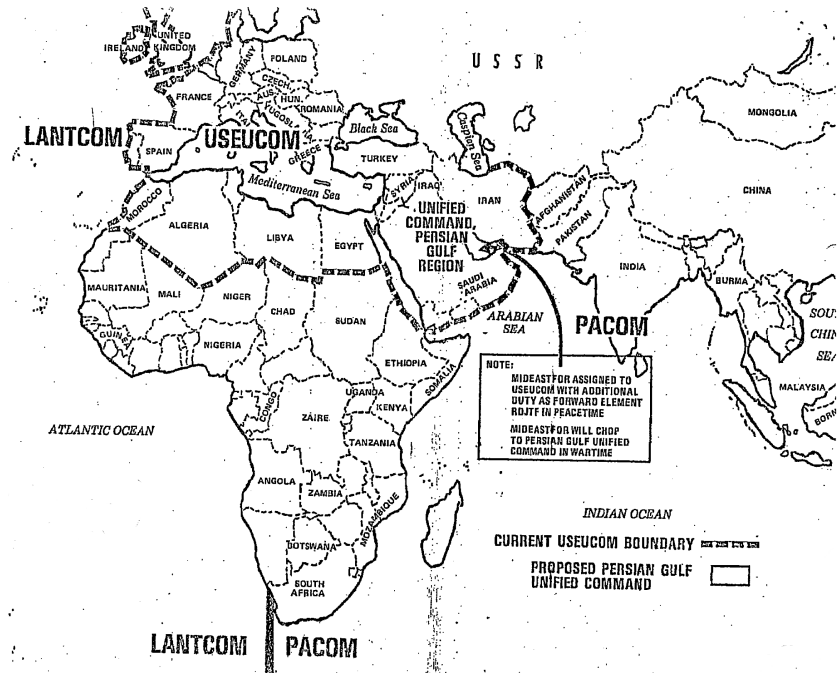 IRELAND
UNITED
KINGDOM
GERMANY
POLAND
USSR
CZECH.
FRANCE
AUS.
HUN.
ROMANIA
MONGOLIA
YUGOSL.
LANTCOM
USEUCOM
Black Sea
Caspian Sea
SPAIN
GREECE
TURKEY
CHINA
Mediterranean Sea
SYRIA
IRAQ
IRAN
AFGHANISTAN
MOROCCO
PAKISTAN
ALGERIA
LIBYA
EGYPT
UNIFIED
COMMAND,
PERSIAN
GULF
REGION
INDIA
BURMA
MAURITANIA
MALI
NIGER
CHAD
SAUDI
ARABIA
ARABIAN
SEA
PACOM
SOU
CHIN
SEA
SUDAN
GUINEA
NIGERIA
ETHIOPIA
SOMALIA
MALAYSIA
BORN
NOTE:
MIDEASTFOR ASSIGNED TO
USEUCOM WITH ADDITIONAL
DUTY AS FORWARD ELEMENT
RDJTF IN PEACETIME
MIDEASTFOR WILL CHOP
TO PERSIAN GULF UNIFIED
COMMAND IN WARTIME
CONGO
UGANDA
KENYA
ZAIRE
ATLANTIC OCEAN
TANZANIA
ANGOLA
ZAMBIA
MOZAMBIQUE
INDIAN OCEAN
CURRENT USEUCOM BOUNDARY
BOTSWANA
PROPOSED PERSIAN GULF
UNIFIED COMMAND
SOUTH
AFRICA
LANTCOM
PACOM